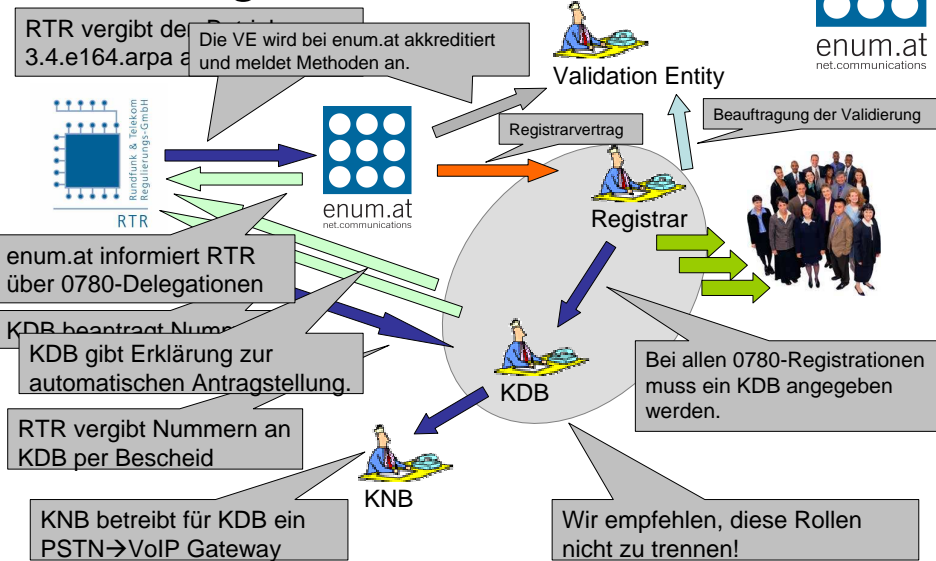 RTR vergibt den
3.4.e164.arpa a
Die VE wird bei enum.at akkreditiert
und meldet Methoden an.
Validation Entity
enum.at
net.communications
Rundfunk & Telekom
Regulierungs-GmbH
RTR
enum.at
net.communications
Registrarvertrag
Beauftragung der Validierung
Registrar
enum.at informiert RTR
über 0780-Delegationen
KDB beantragt Numm
KDB gibt Erklärung zur
automatischen Antragstellung.
KDB
Bei allen 0780-Registrationen
muss ein KDB angegeben
werden.
RTR vergibt Nummern an
KDB per Bescheid
KNB
KNB betreibt für KDB ein
PSTN→VoIP Gateway
Wir empfehlen, diese Rollen
nicht zu trennen!